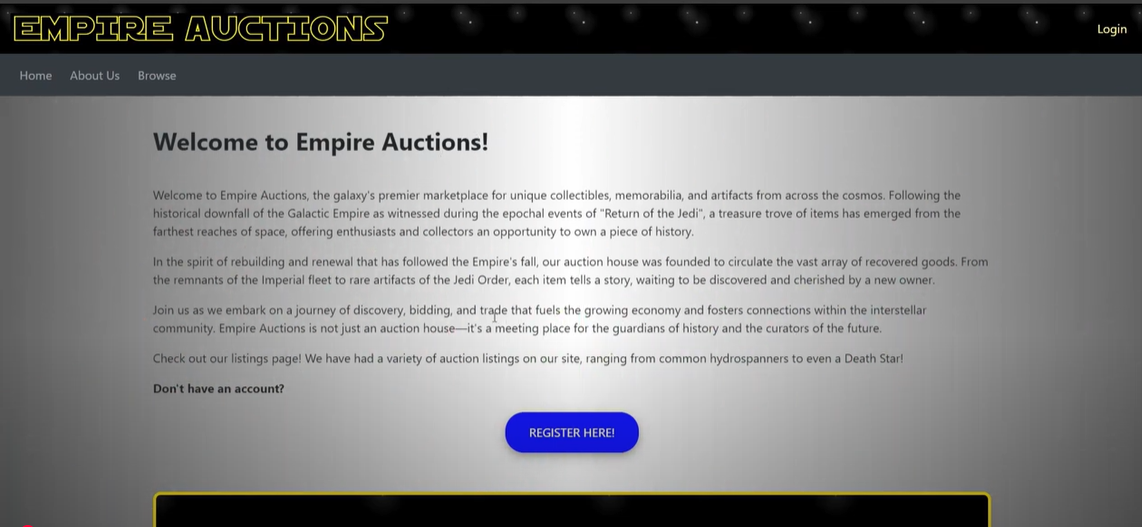 EMPIRE AUCTIONS
Login
Home About Us Browse
Welcome to Empire Auctions!
Welcome to Empire Auctions, the galaxy's premier marketplace for unique collectibles, memorabilia, and artifacts from across the cosmos. Following the
historical downfall of the Galactic Empire as witnessed during the epochal events of "Return of the Jedi", a treasure trove of items has emerged from the
farthest reaches of space, offering enthusiasts and collectors an opportunity to own a piece of history.
In the spirit of rebuilding and renewal that has followed the Empire's fall, our auction house was founded to circulate the vast array of recovered goods. From
the remnants of the Imperial fleet to rare artifacts of the Jedi Order, each item tells a story, waiting to be discovered and cherished by a new owner.
Join us as we embark on a journey of discovery, bidding, and trade that fuels the growing economy and fosters connections within the interstellar
community. Empire Auctions is not just an auction house—it's a meeting place for the guardians of history and the curators of the future.
Check out our listings page! We have had a variety of auction listings on our site, ranging from common hydrospanners to even a Death Star!
Don't have an account?
REGISTER HERE!